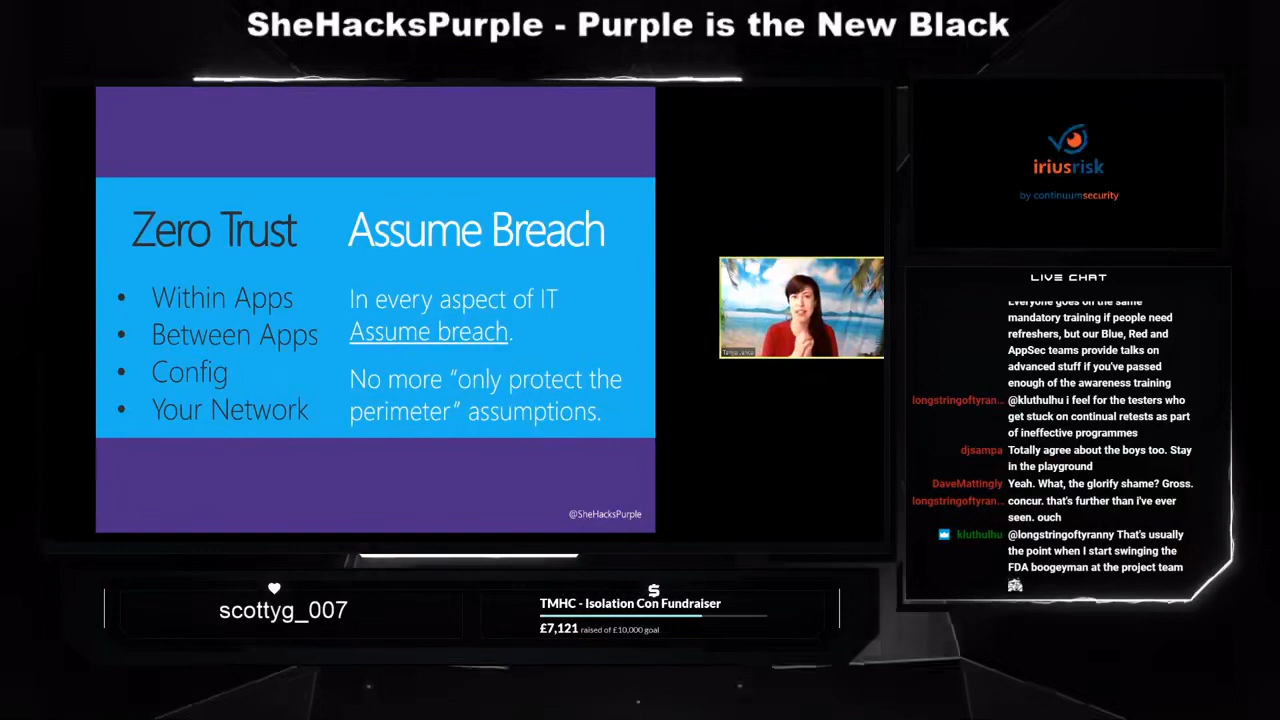 SheHacksPurple - Purple is the New Black
Zero Trust
• Within Apps
• Between Apps
• Config
• Your Network
Assume Breach
In every aspect of IT
Assume breach.
No more “only protect the
perimeter” assumptions.
@SheHacksPurple
iriusrisk
by continuumsecurity
LIVE CHAT
Everyone goes on the same
mandatory training if people need
refreshers, but our Blue, Red and
AppSec teams provide talks on
advanced stuff if you've passed
enough of the awareness training
longstringoftyran... @kluthulhu i feel for the testers who
get stuck on continual retests as part
of ineffective programmes
djsampa Totally agree about the boys too. Stay
in the playground
DaveMattingly Yeah. What, the glorify shame? Gross.
longstringoftyran... concur. that's further than i've ever
seen. ouch
kluthulhu @longstringoftyranny That's usually
the point when I start swinging the
FDA boogeyman at the project team
scottyg_007
$
TMHC - Isolation Con Fundraiser
£7,121 raised of £10,000 goal